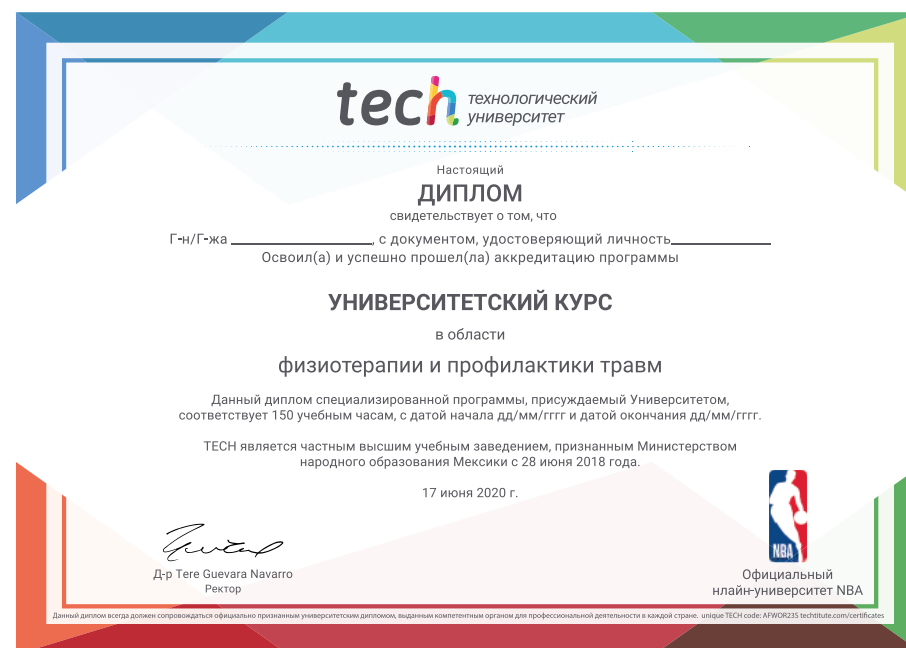 tech технологический
университет
Настоящий
ДИПЛОМ
свидетельствует о том, что
Г-н/Г-жа ________________, с документом, удостоверяющий личность____________
Освоил(а) и успешно прошел(ла) аккредитацию программы
УНИВЕРСИТЕТСКИЙ КУРС
в области
физиотерапии и профилактики травм
Данный диплом специализированной программы, присуждаемый Университетом,
соответствует 150 учебным часам, с датой начала дд/мм/гггг и датой окончания дд/мм/гггг.
TECH является частным высшим учебным заведением, признанным Министерством
народного образования Мексики с 28 июня 2018 года.
17 июня 2020 г.
Д-р Tere Guevara Navarro
Ректор
NBA
Официальный
нлайн-университет NBA
Данный диплом всегда должен сопровождаться официально признанным университетским дипломом, выданным компетентным органом для профессиональной деятельности в каждой стране. unique TECH code: AFWOR23S techtitute.com/certificates